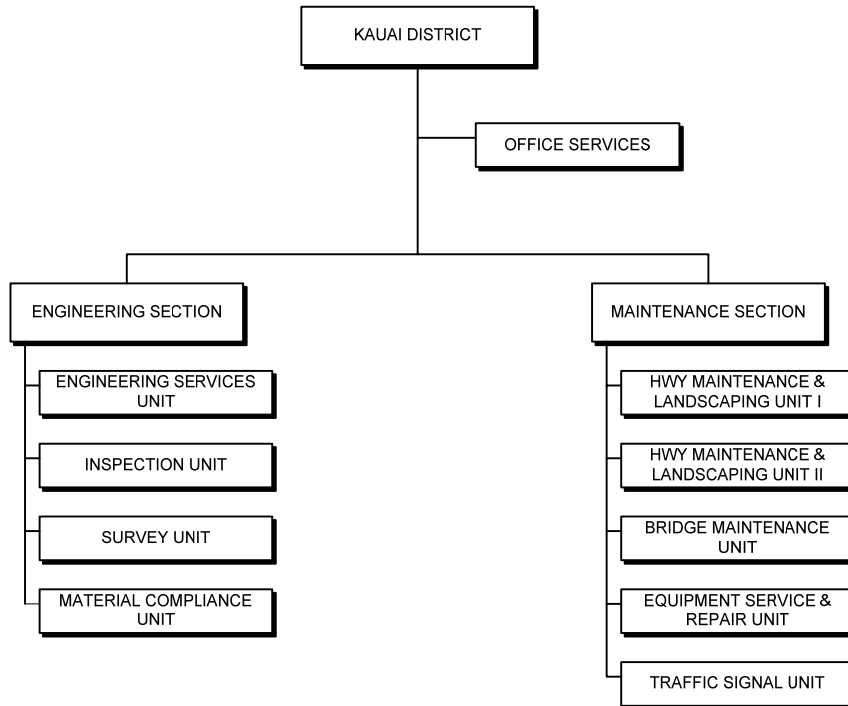 KAUAI DISTRICT
OFFICE SERVICES
ENGINEERING SECTION
ENGINEERING SERVICES
UNIT
INSPECTION UNIT
SURVEY UNIT
MATERIAL COMPLIANCE
UNIT
MAINTENANCE SECTION
HWY MAINTENANCE &
LANDSCAPING UNIT I
HWY MAINTENANCE &
LANDSCAPING UNIT II
BRIDGE MAINTENANCE
UNIT
EQUIPMENT SERVICE &
REPAIR UNIT
TRAFFIC SIGNAL UNIT